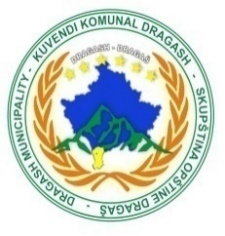 DRAGASH MUNICIPALITY - KUVENDI KOMUNAL DRAGASH - SKUPŠTINA OPŠTINE DRAGAŠ -
DRAGASH - DRAGAŠ